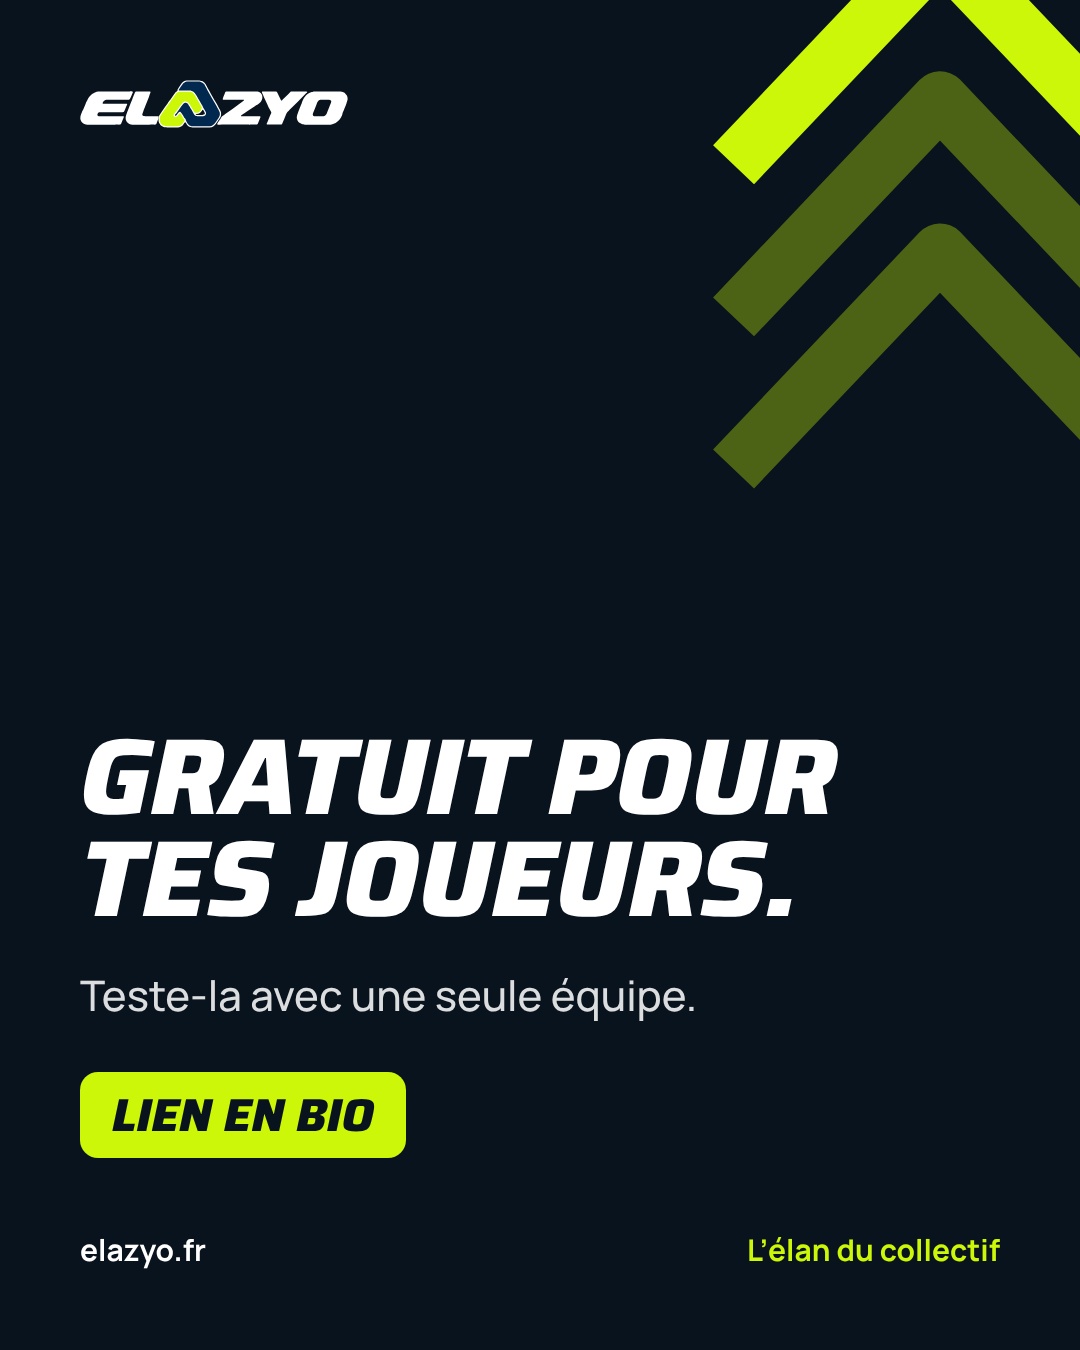 ELAZYO
GRATUIT POUR
TES JOUEURS.
Teste-la avec une seule équipe.
LIEN EN BIO
elazyo.fr
L’élan du collectif